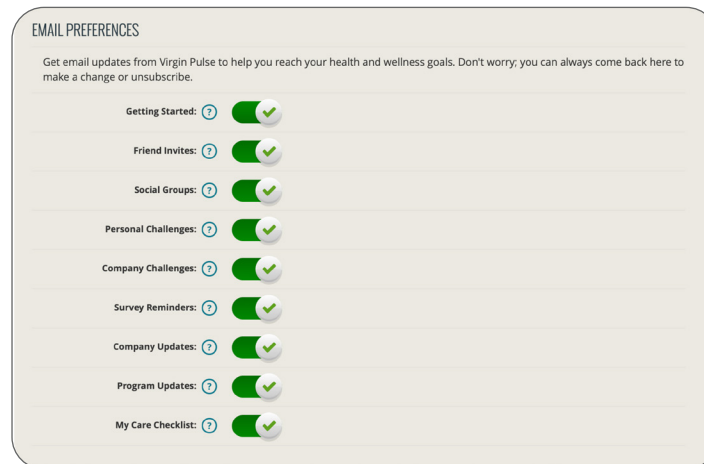 EMAIL PREFERENCES
Get email updates from Virgin Pulse to help you reach your health and wellness goals. Don't worry; you can always come back here to
make a change or unsubscribe.
Getting Started: ?
Friend Invites: ?
Social Groups: ?
Personal Challenges: ?
Company Challenges: ?
Survey Reminders: ?
Company Updates: ?
Program Updates: ?
My Care Checklist: ?